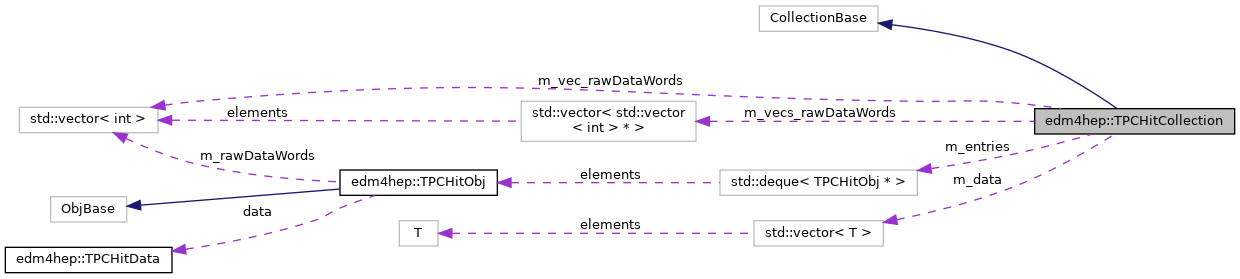 CollectionBase
m_vec_rawDataWords
std::vector< int >
elements
std::vector< std::vector
< int > * >
m_vecs_rawDataWords
edm4hep::TPCHitCollection
m_entries
m_rawDataWords
edm4hep::TPCHitObj
elements
std::deque< TPCHitObj * >
m_data
ObjBase
data
T
elements
std::vector< T >
edm4hep::TPCHitData